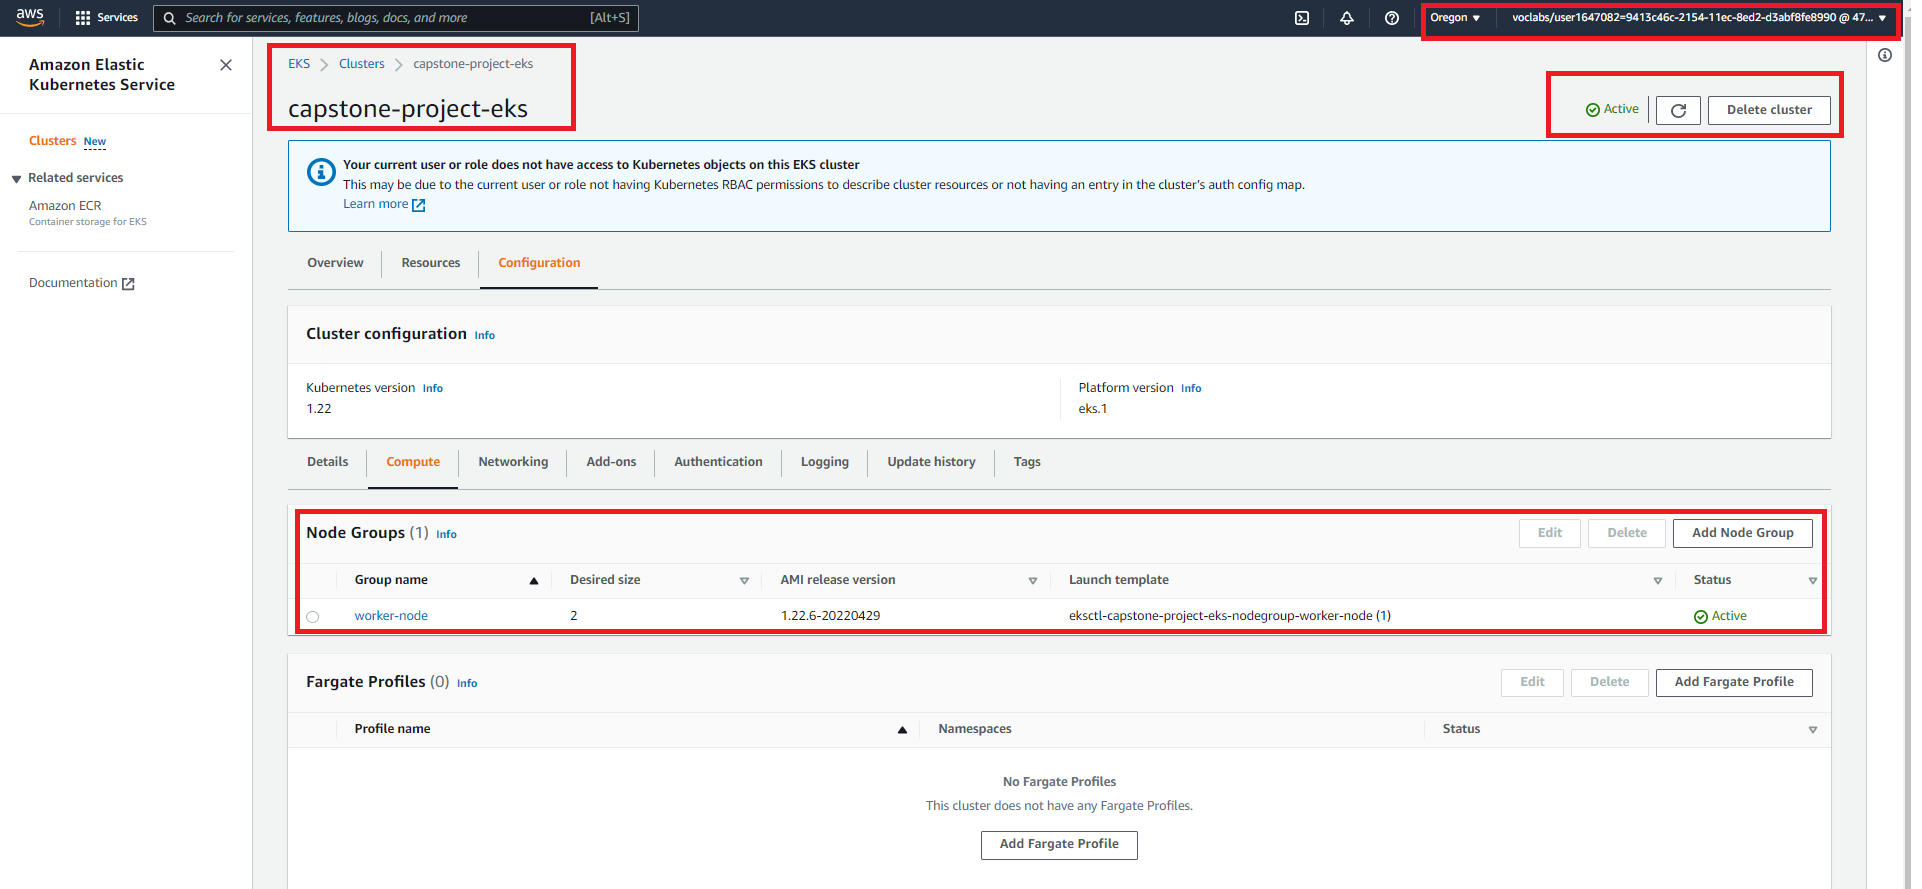 aws
Services
Search for services, features, blogs, docs, and more
[Alt+S]
Oregon
voclabs/user1647082=9413c46c-2154-11ec-8ed2-d3abf8fe8990 @ 47...
Amazon Elastic
Kubernetes Service
Clusters New
Related services
Amazon ECR
Container storage for EKS
Documentation
EKS
Clusters
capstone-project-eks
capstone-project-eks
Active
Delete cluster
Your current user or role does not have access to Kubernetes objects on this EKS cluster
This may be due to the current user or role not having Kubernetes RBAC permissions to describe cluster resources or not having an entry in the cluster's auth config map.
Learn more
Overview
Resources
Configuration
Cluster configuration Info
Kubernetes version Info
1.22
Platform version Info
eks.1
Details
Compute
Networking
Add-ons
Authentication
Logging
Update history
Tags
Node Groups (1) Info
Edit
Delete
Add Node Group
Group name
Desired size
AMI release version
Launch template
Status
worker-node
2
1.22.6-20220429
eksctl-capstone-project-eks-nodegroup-worker-node (1)
Active
Fargate Profiles (0) Info
Edit
Delete
Add Fargate Profile
Profile name
Namespaces
Status
No Fargate Profiles
This cluster does not have any Fargate Profiles.
Add Fargate Profile